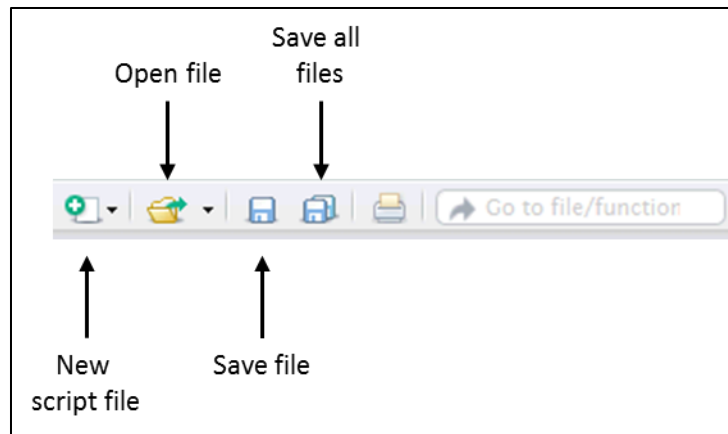 Save all
files
Open file
Go to file/function
New
script file
Save file